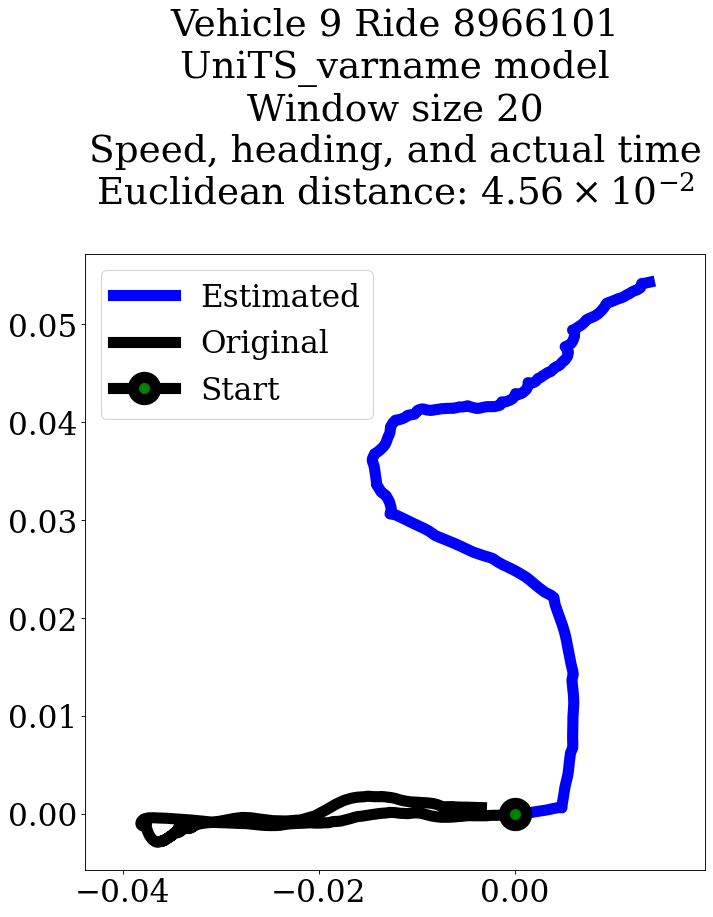 Vehicle 9 Ride 8966101
UniTS_varname model
Window size 20
Speed, heading, and actual time
Euclidean distance: 4.56 × 10⁻²
Estimated
Original
Start
0.05
0.04
0.03
0.02
0.01
0.00
−0.04 −0.02 0.00